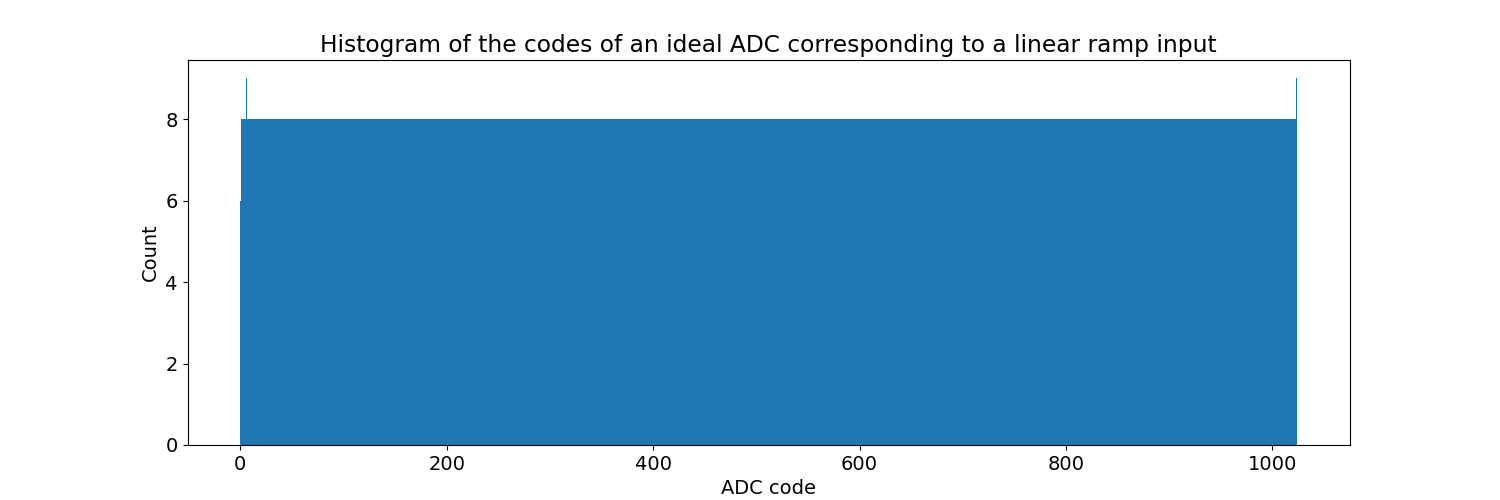 Histogram of the codes of an ideal ADC corresponding to a linear ramp input
8
6
4
2
0
Count
0 200 400 600 800 1000
ADC code